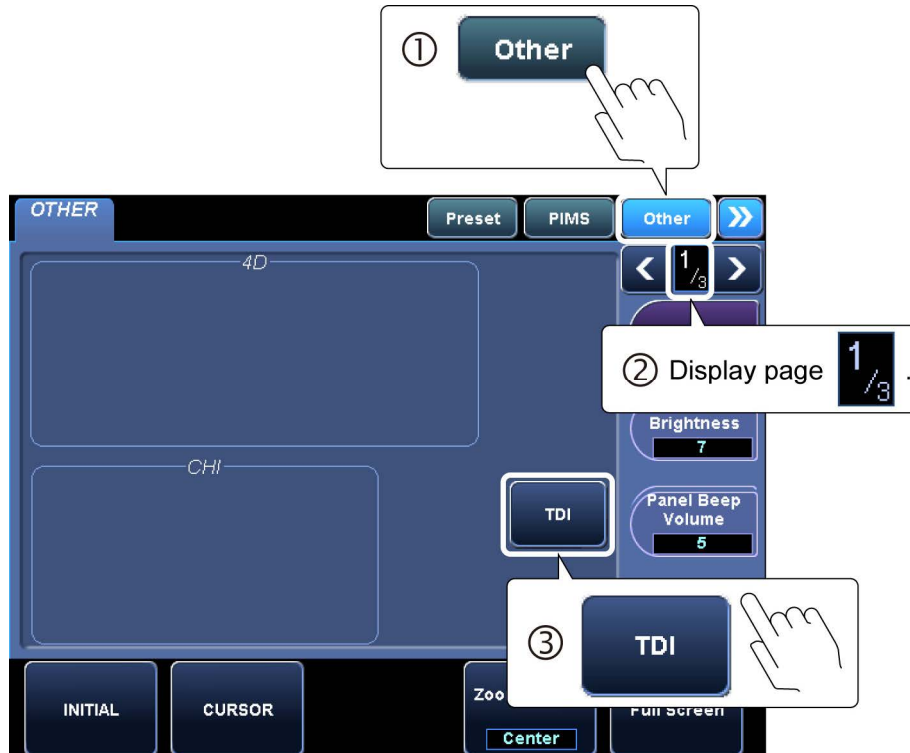 ① Other
OTHER
Preset
PIMS
Other
4D
1/3
② Display page 1/3.
Brightness
7
CHI
TDI
Panel Beep
Volume
5
③ TDI
INITIAL
CURSOR
Zoo
Center
Full Screen